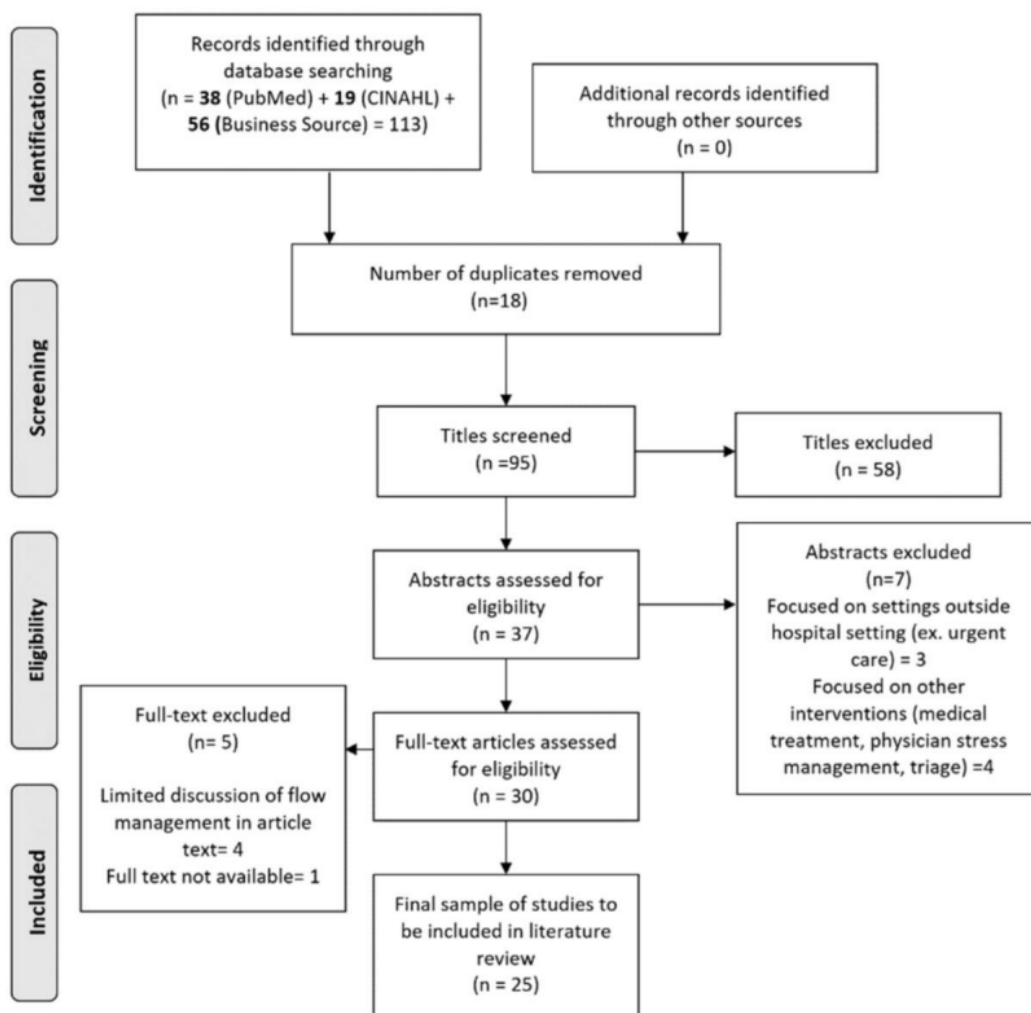 Identification
Records identified through
database searching
(n = 38 (PubMed) + 19 (CINAHL) +
56 (Business Source) = 113)
Additional records identified
through other sources
(n = 0)
Number of duplicates removed
(n=18)
Screening
Titles screened
(n =95)
Titles excluded
(n = 58)
Eligibility
Abstracts assessed for
eligibility
(n = 37)
Abstracts excluded
(n=7)
Focused on settings outside
hospital setting (ex. urgent
care) = 3
Focused on other
interventions (medical
treatment, physician stress
management, triage) =4
Full-text excluded
(n= 5)
Limited discussion of flow
management in article
text= 4
Full text not available= 1
Full-text articles assessed
for eligibility
(n = 30)
Included
Final sample of studies to
be included in literature
review
(n = 25)